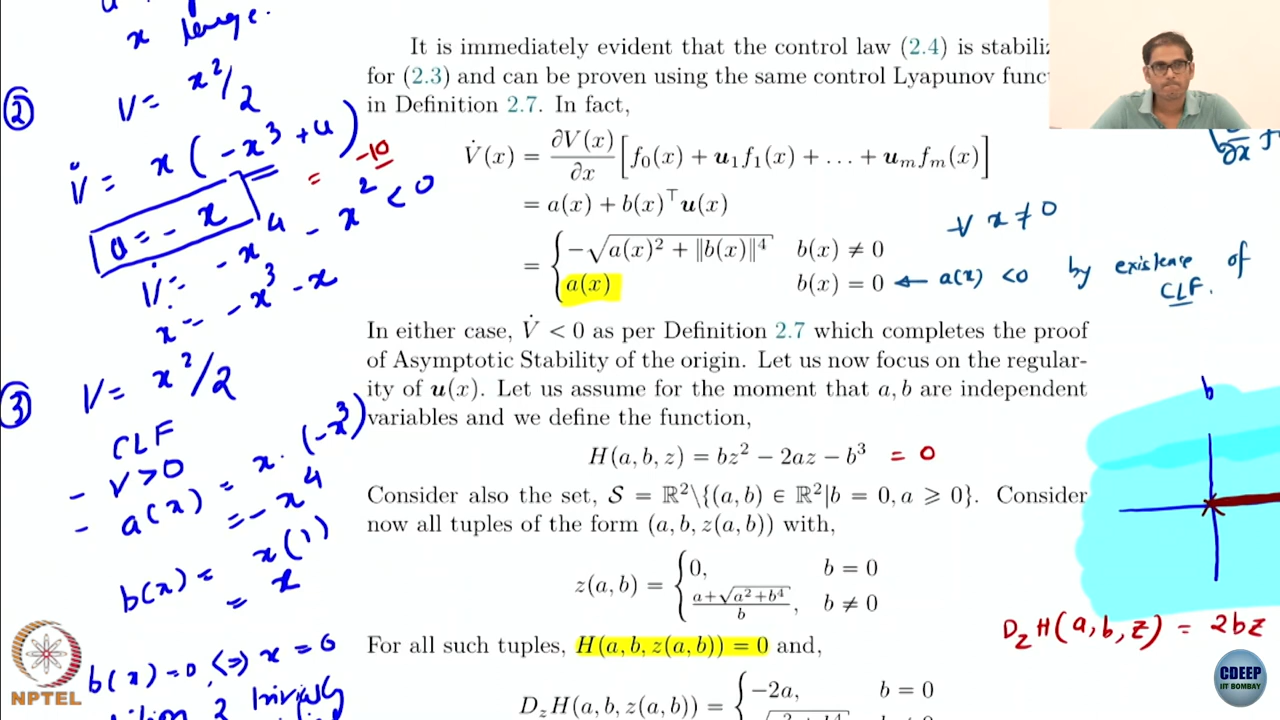 x large.
② V = x²/2
V̇ = x(-x³ + u)
= -10
u = -x
V̇ = -x⁴ - x² < 0
ẋ = -x³ - x
③ V = x²/2
CLF
- V > 0
- a(x) = x·(-x³)
= -x⁴
b(x) = x(1)
= x
b(x) = 0 <=> x = 0
trivially
It is immediately evident that the control law (2.4) is
for (2.3) and can be proven using the same control Lyapunov
in Definition 2.7. In fact,
V̇(x) = ∂V(x)/∂x [f₀(x) + u₁f₁(x) + … + uₘfₘ(x)]
= a(x) + b(x)ᵀu(x)
= { -√(a(x)² + ‖b(x)‖⁴) b(x) ≠ 0
a(x) b(x) = 0
∀ x ≠ 0
← a(x) < 0 by existence of
CLF.
In either case, V̇ < 0 as per Definition 2.7 which completes the proof
of Asymptotic Stability of the origin. Let us now focus on the regular-
ity of u(x). Let us assume for the moment that a, b are independent
variables and we define the function,
H(a, b, z) = bz² − 2az − b³ = 0
Consider also the set, S = ℝ²\{(a, b) ∈ ℝ²|b = 0, a ⩾ 0}. Consider
now all tuples of the form (a, b, z(a, b)) with,
z(a, b) = { 0, b = 0
(a+√(a²+b⁴))/b, b ≠ 0
For all such tuples, H(a, b, z(a, b)) = 0 and,
D_zH(a, b, z(a, b)) = { −2a, b = 0
b
D_z H(a, b, z) = 2bz
NPTEL
CDEEP
IIT BOMBAY